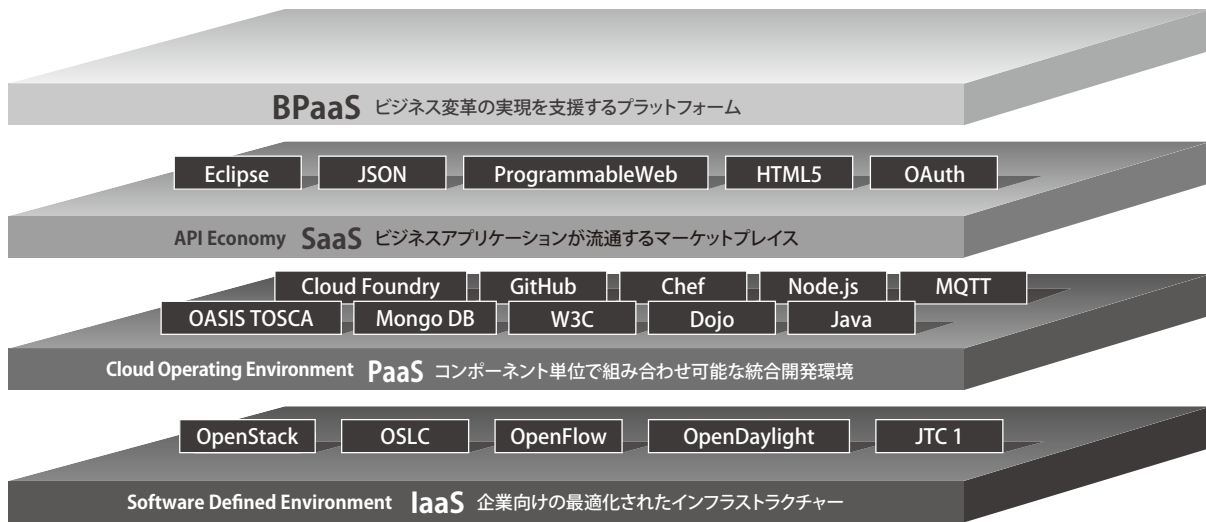 BPaaS ビジネス変革の実現を支援するプラットフォーム
Eclipse JSON ProgrammableWeb HTML5 OAuth
API Economy SaaS ビジネスアプリケーションが流通するマーケットプレイス
Cloud Foundry GitHub Chef Node.js MQTT
OASIS TOSCA Mongo DB W3C Dojo Java
Cloud Operating Environment PaaS コンポーネント単位で組み合わせ可能な統合開発環境
OpenStack OSLC OpenFlow OpenDaylight JTC 1
Software Defined Environment IaaS 企業向けの最適化されたインフラストラクチャー